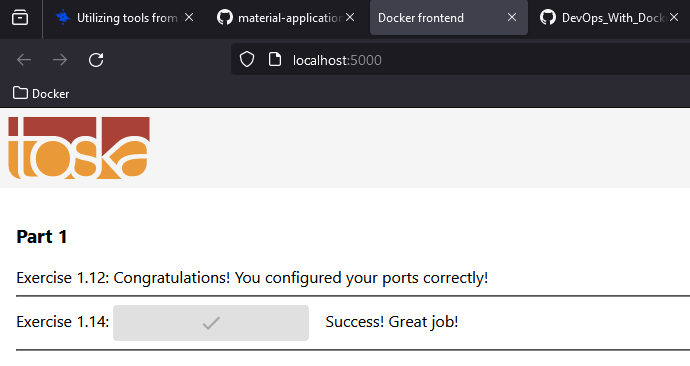 Utilizing tools from
material-application
Docker frontend
DevOps_With_Dock
localhost:5000
Docker
toska
Part 1
Exercise 1.12: Congratulations! You configured your ports correctly!
Exercise 1.14:
Success! Great job!